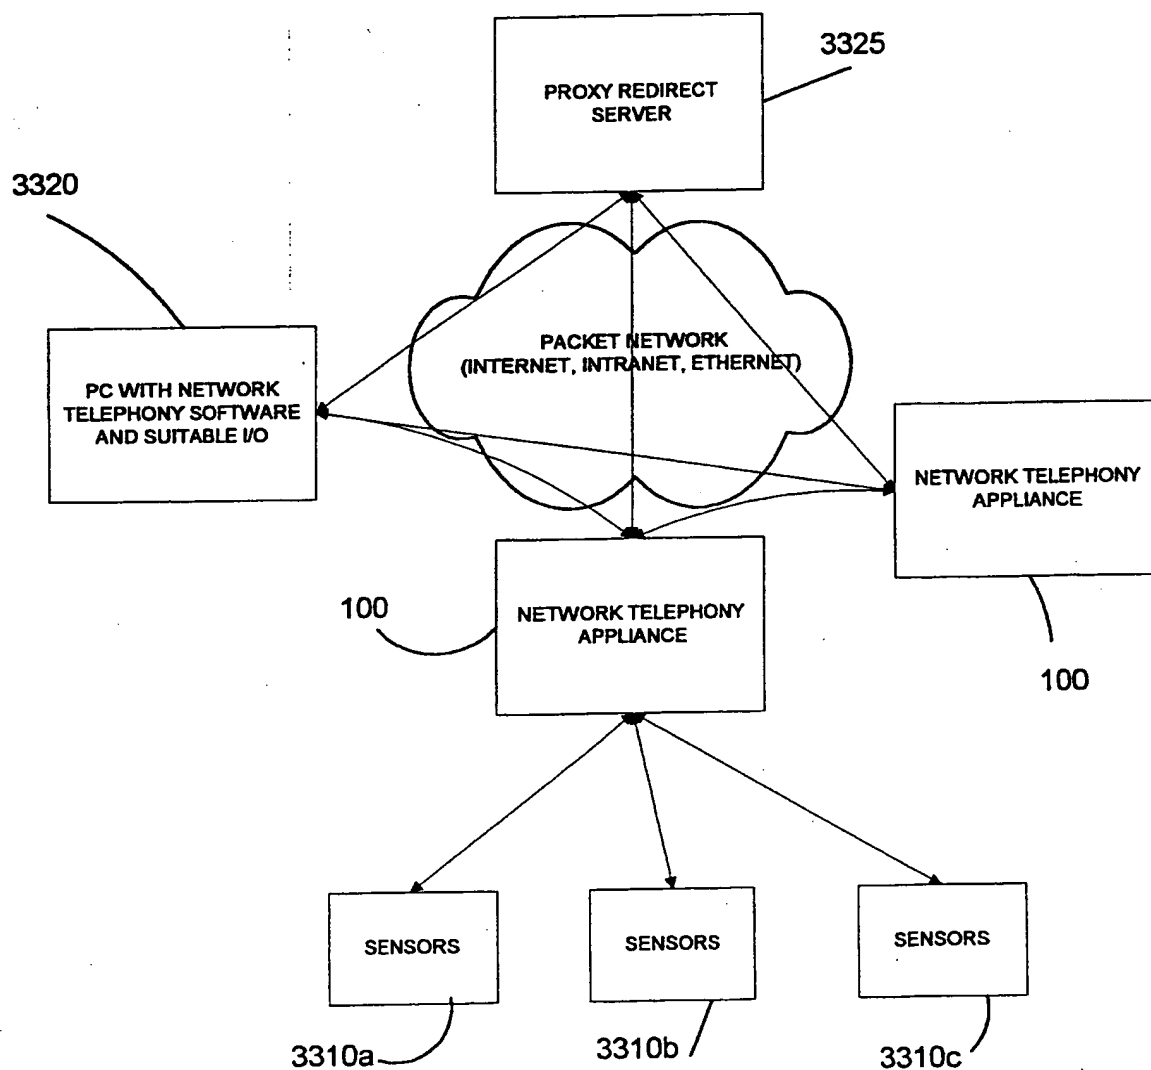 3325
PROXY REDIRECT
SERVER
3320
PACKET NETWORK
(INTERNET, INTRANET, ETHERNET)
PC WITH NETWORK
TELEPHONY SOFTWARE
AND SUITABLE I/O
NETWORK TELEPHONY
APPLIANCE
100
NETWORK TELEPHONY
APPLIANCE
100
SENSORS
SENSORS
SENSORS
3310a
3310b
3310c